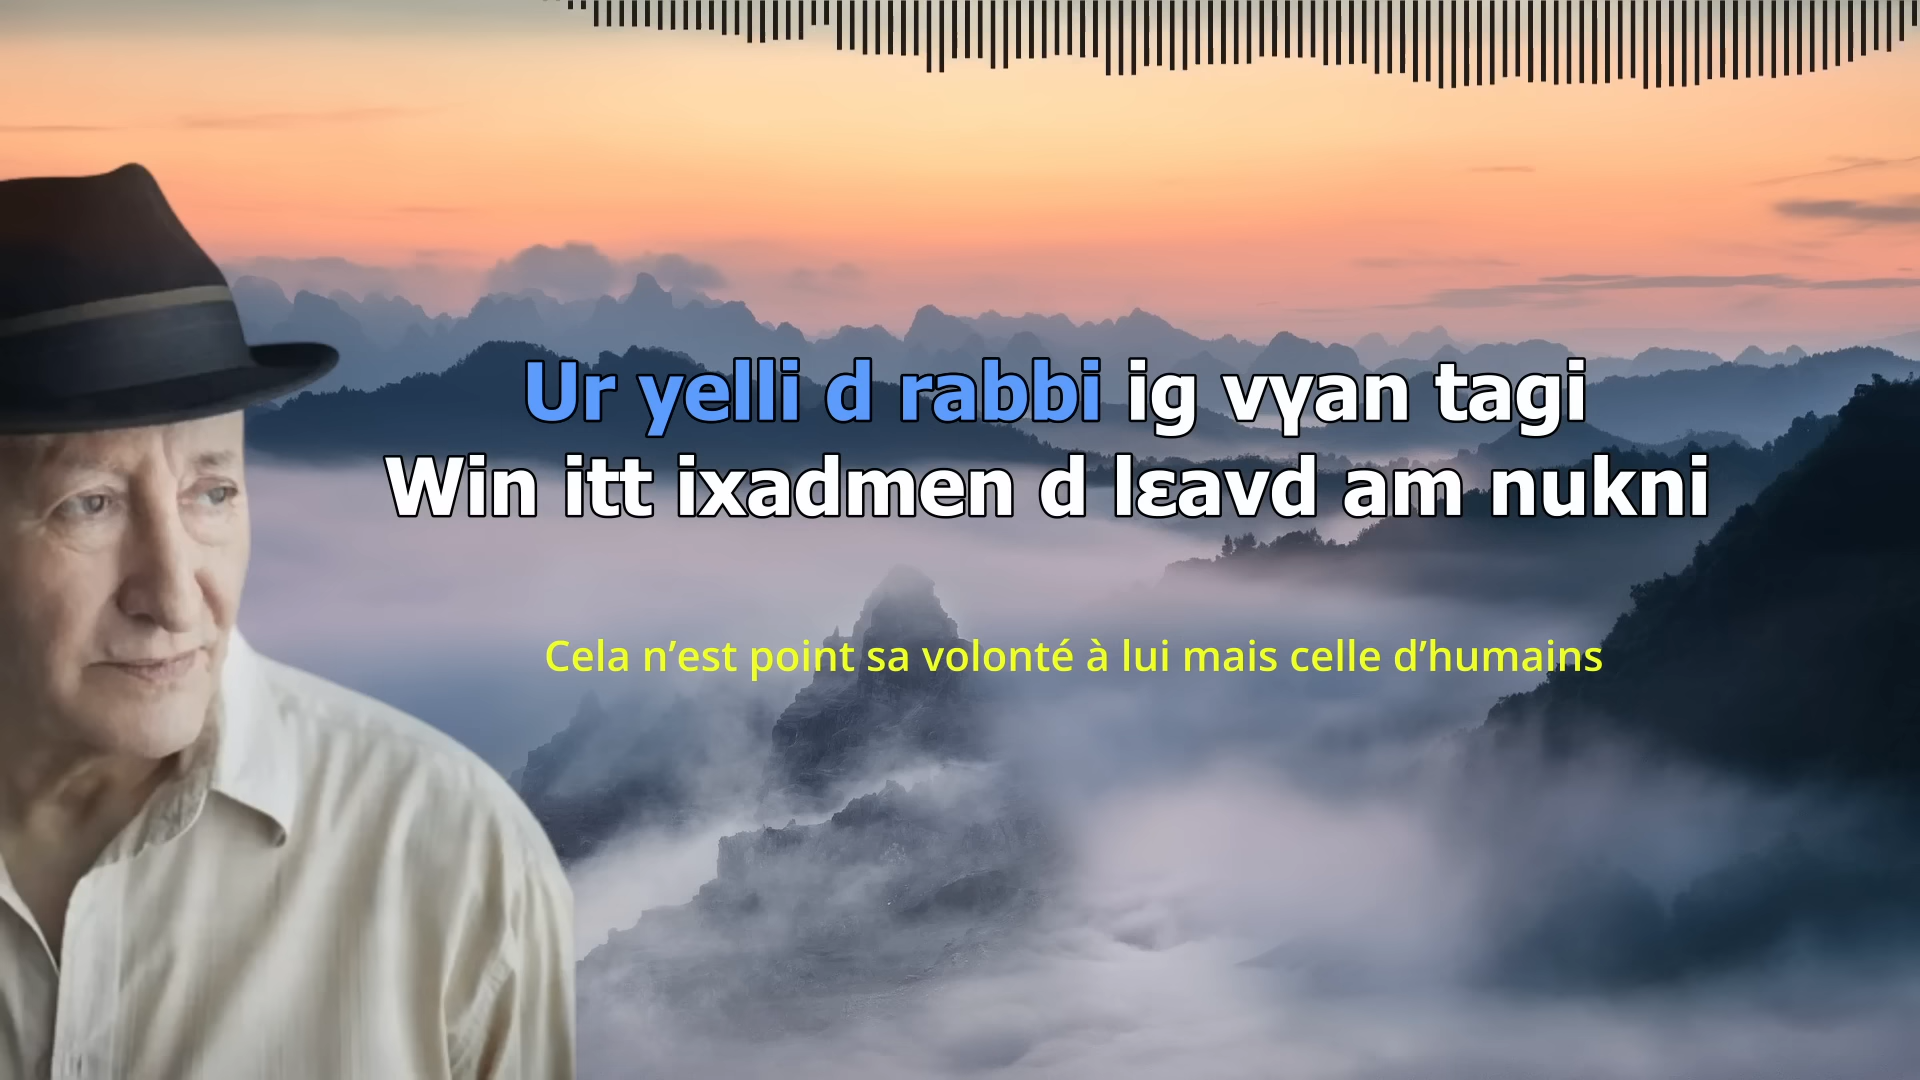 Ur yelli d rabbi ig vγan tagi
Win itt ixadmen d lɛavd am nukni
Cela n’est point sa volonté à lui mais celle d’humains